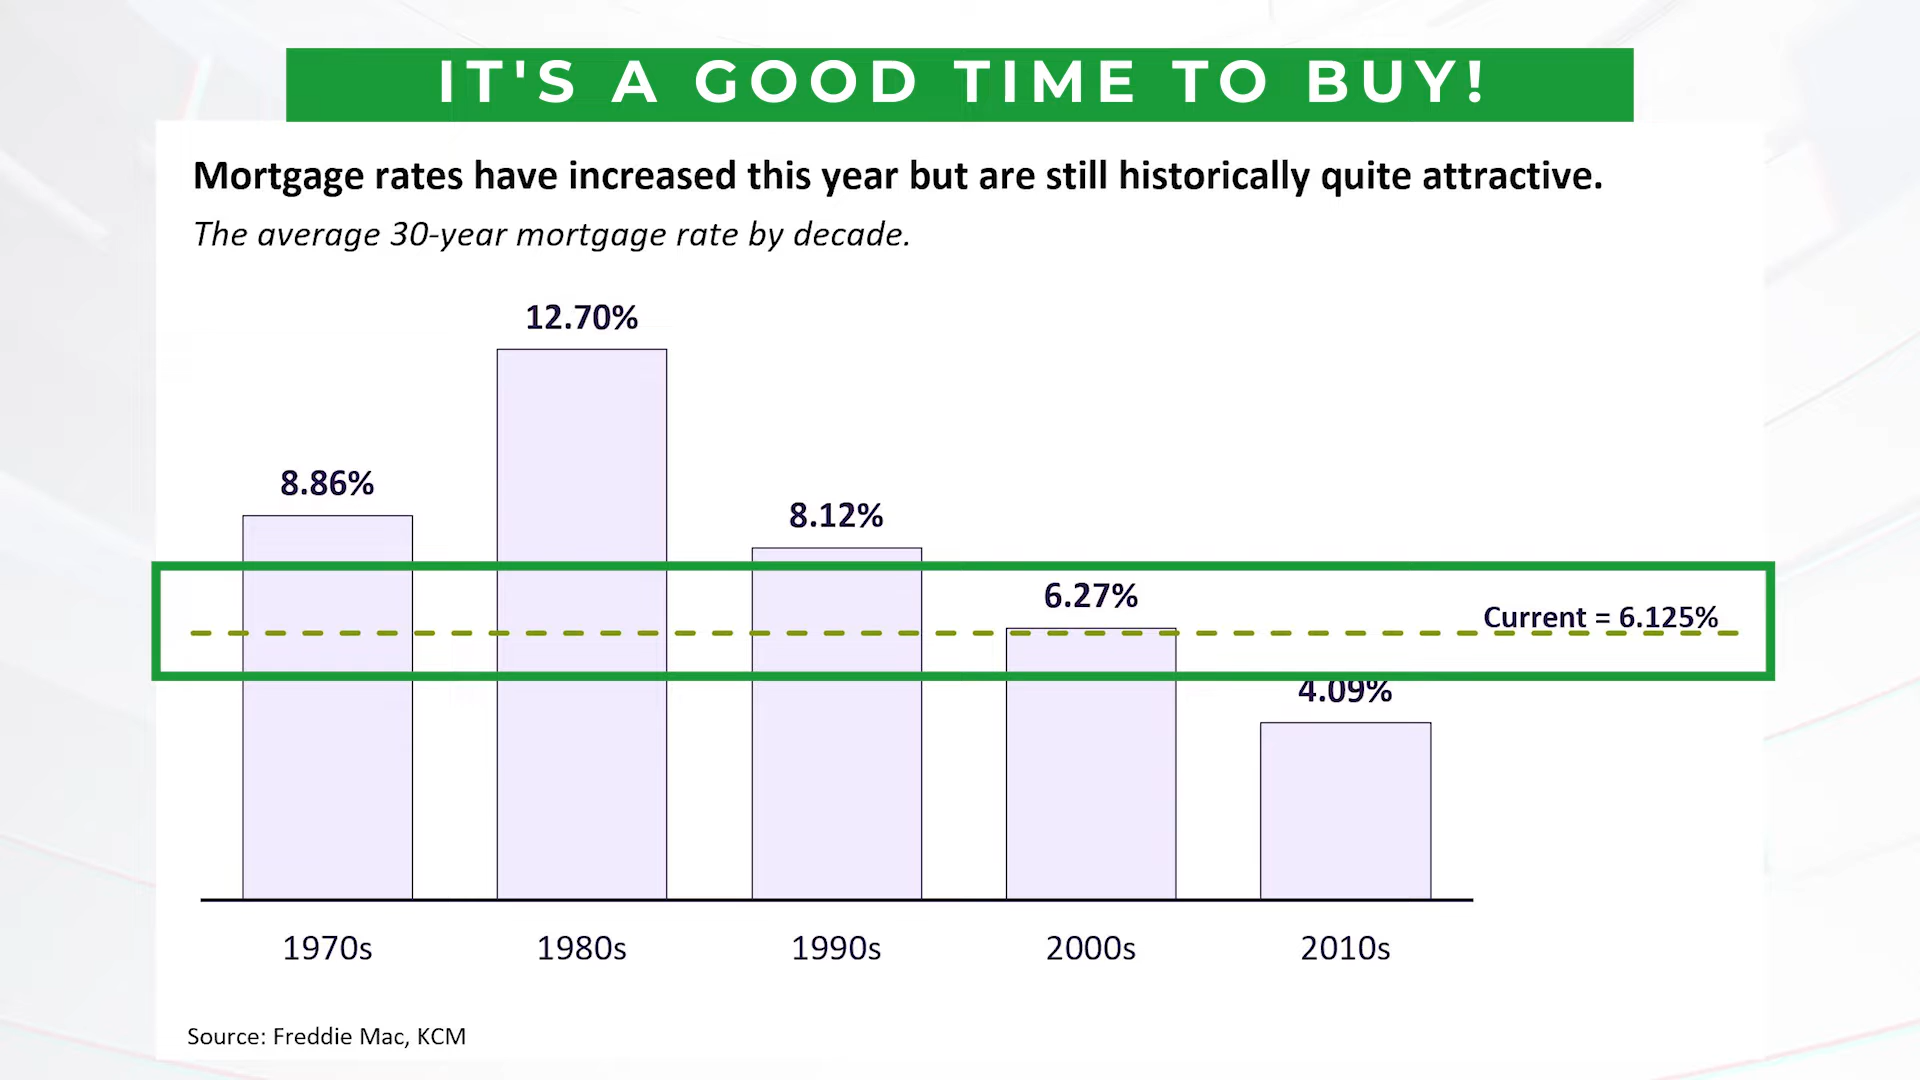 IT'S A GOOD TIME TO BUY!
Mortgage rates have increased this year but are still historically quite attractive.
The average 30-year mortgage rate by decade.
12.70%
8.86%
8.12%
6.27%
Current = 6.125%
4.09%
1970s 1980s 1990s 2000s 2010s
Source: Freddie Mac, KCM